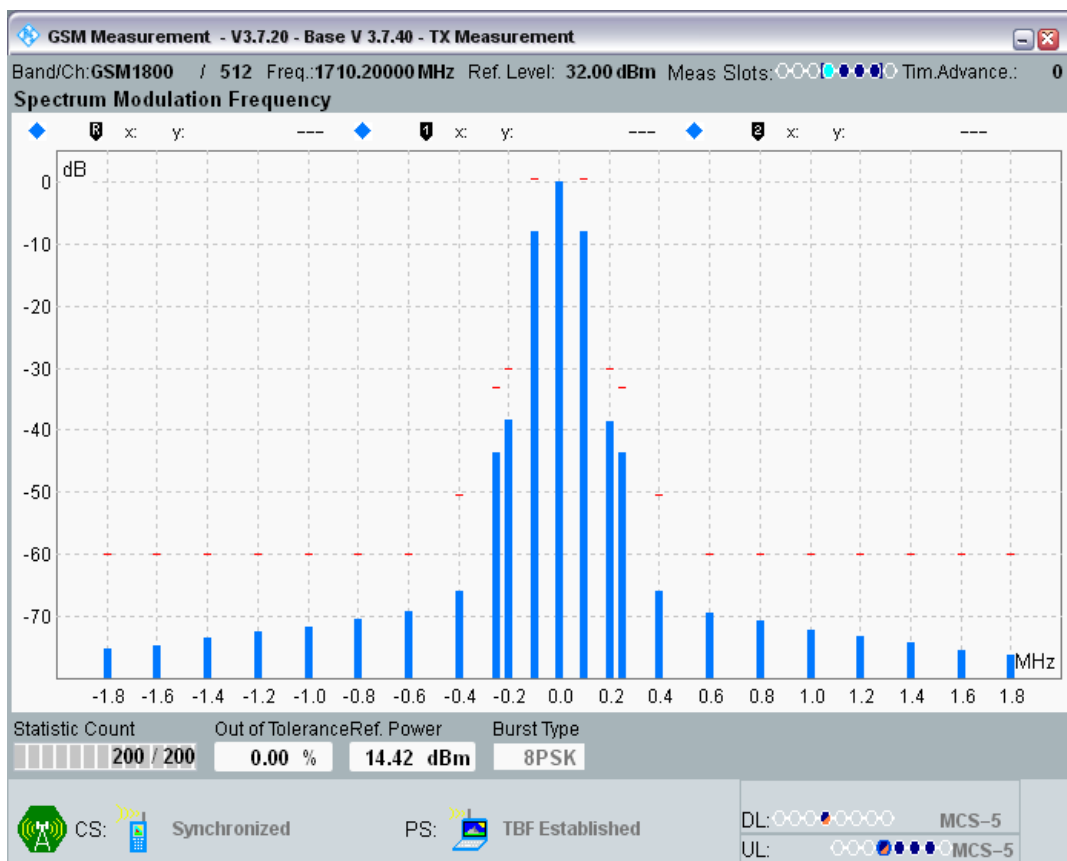 GSM Measurement - V3.7.20 - Base V 3.7.40 - TX Measurement
Band/Ch:GSM1800 / 512 Freq.:1710.20000 MHz Ref. Level: 32.00 dBm Meas Slots: Tim.Advance.: 0
Spectrum Modulation Frequency
R x: y: --- 1 x: y: --- 2 x: y: ---
dB
0
-10
-20
-30
-40
-50
-60
-70
MHz
-1.8 -1.6 -1.4 -1.2 -1.0 -0.8 -0.6 -0.4 -0.2 0.0 0.2 0.4 0.6 0.8 1.0 1.2 1.4 1.6 1.8
Statistic Count Out of Tolerance Ref. Power Burst Type
200 / 200 0.00 % 14.42 dBm 8PSK
CS: Synchronized PS: TBF Established
DL: MCS-5
UL: MCS-5